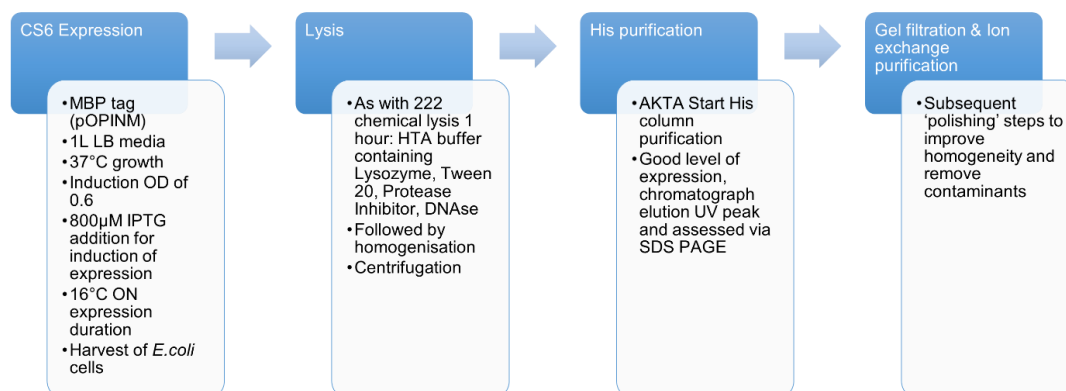 CS6 Expression
•MBP tag
(pOPINM)
•1L LB media
•37°C growth
•Induction OD of
0.6
•800µM IPTG
addition for
induction of
expression
•16°C ON
expression
duration
•Harvest of E.coli
cells
Lysis
•As with 222
chemical lysis 1
hour: HTA buffer
containing
Lysozyme, Tween
20, Protease
Inhibitor, DNAse
•Followed by
homogenisation
•Centrifugation
His purification
•AKTA Start His
column
purification
•Good level of
expression,
chromatograph
elution UV peak
and assessed via
SDS PAGE
Gel filtration & Ion
exchange
purification
•Subsequent
‘polishing’ steps to
improve
homogeneity and
remove
contaminants